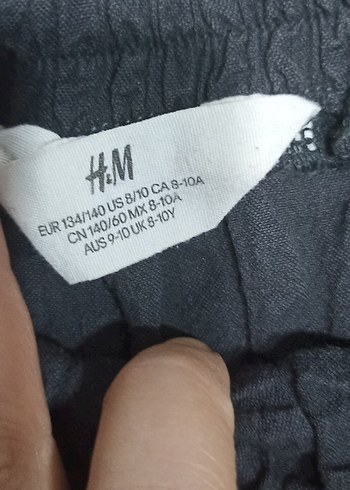 H&M
EUR 134/140 US 8/10 CA 8-10A
CN 140/60 MX 8-10A
AUS 9-10 UK 8-10Y